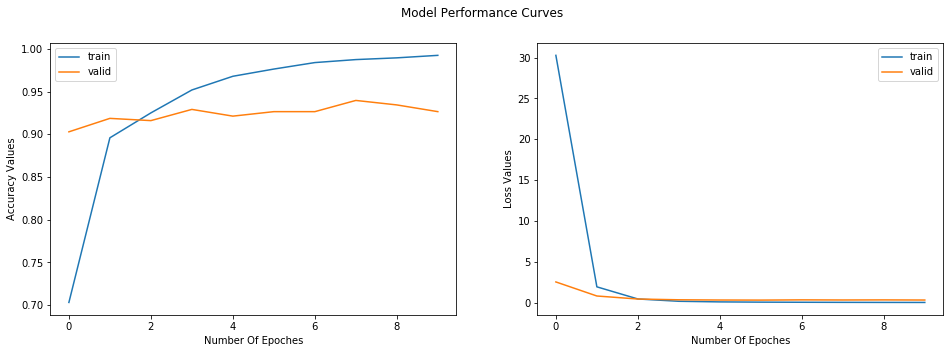 Model Performance Curves
train
valid
1.00
0.95
0.90
0.85
0.80
0.75
0.70
Accuracy Values
0 2 4 6 8
Number Of Epoches
train
valid
30
25
20
15
10
5
0
Loss Values
0 2 4 6 8
Number Of Epoches